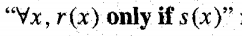 “∀x, r(x) only if s(x)”